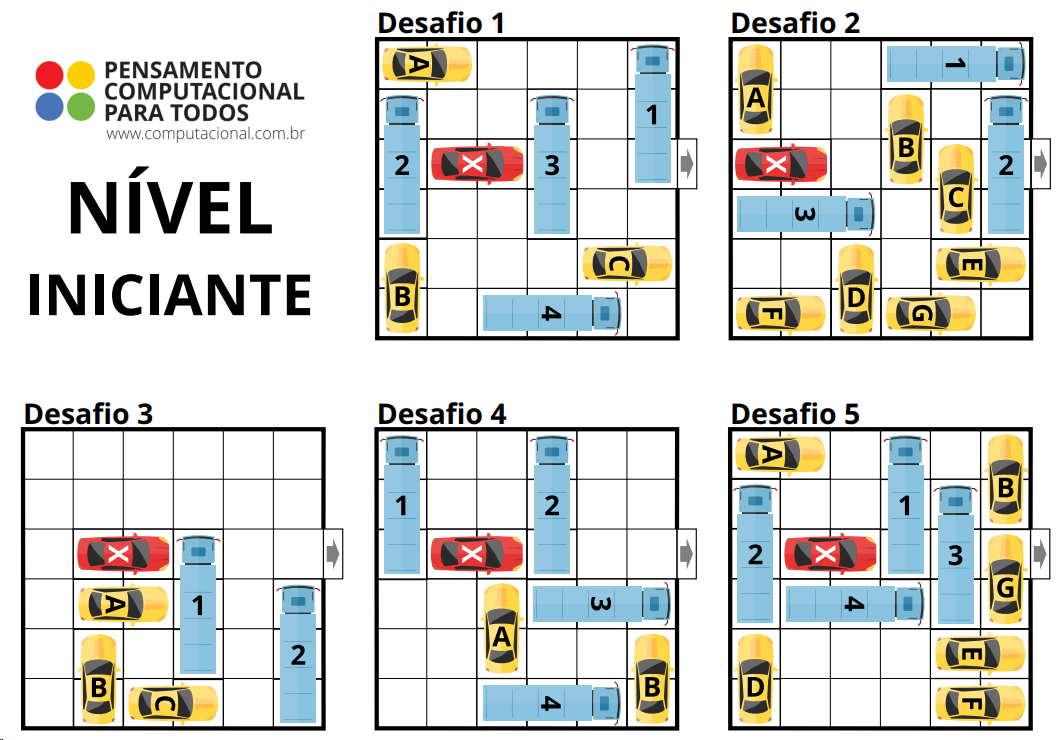 PENSAMENTO
COMPUTACIONAL
PARA TODOS
www.computacional.com.br
NÍVEL
INICIANTE
Desafio 1
A
1
2
X
3
B
C
4
Desafio 2
A
1
B
X
2
C
3
E
D
F
G
Desafio 3
X
A
1
2
B
C
Desafio 4
1
2
X
3
A
B
4
Desafio 5
A
B
1
2
X
3
G
4
E
D
F